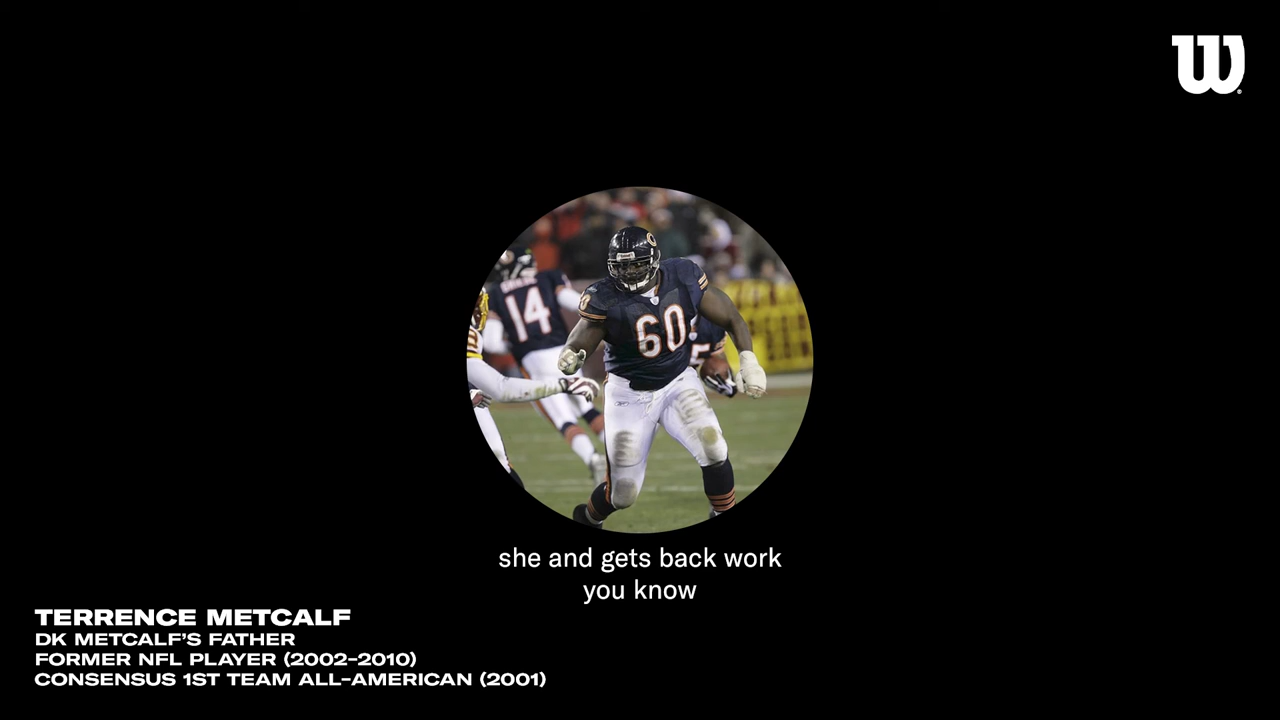 W
14
60
5
she and gets back work
you know
TERRENCE METCALF
DK METCALF'S FATHER
FORMER NFL PLAYER (2002–2010)
CONSENSUS 1ST TEAM ALL–AMERICAN (2001)